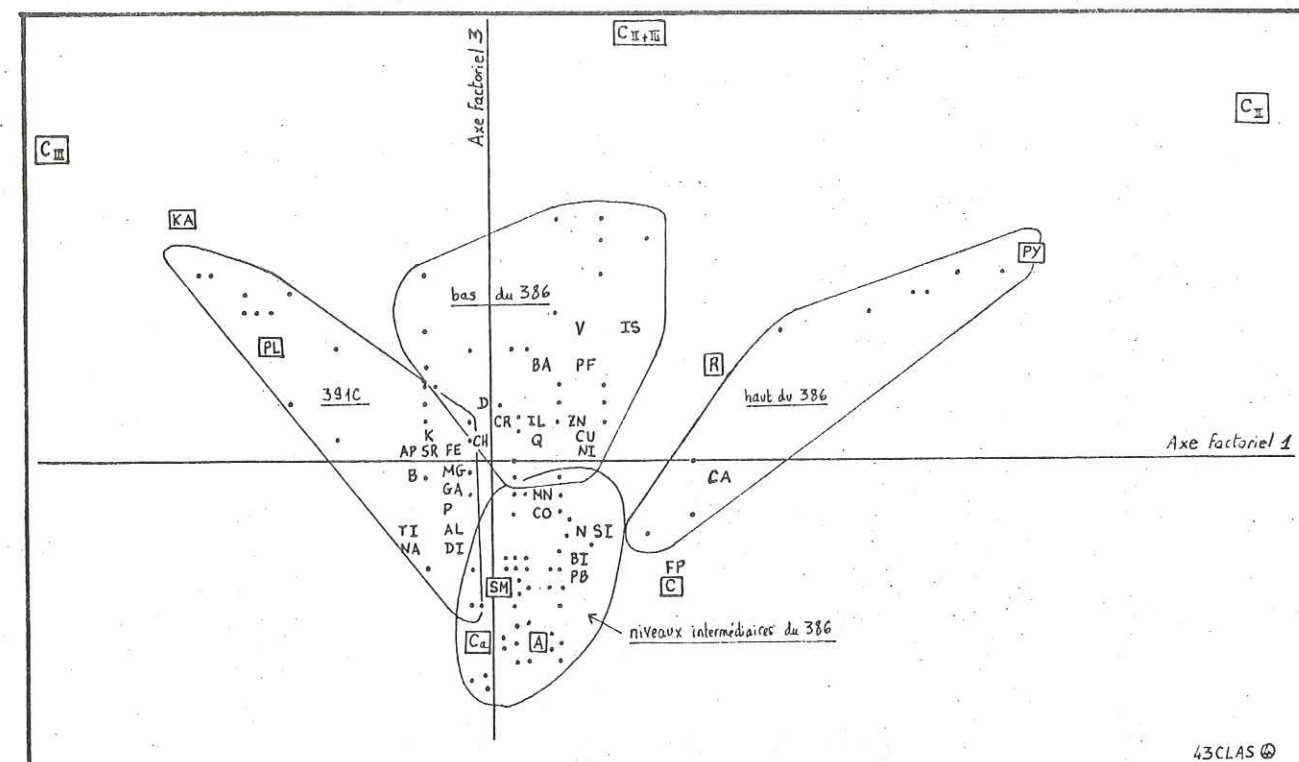 C II+III
Axe Factoriel 3
C II
C III
KA
PY
bas du 386
V IS
PL
BA PF
R
391C
haut du 386
D
CR IL ZN
K
CH Q CU
AP SR FE NI
Axe Factoriel 1
B MG
CA
GA MN
P CO
TI AL N SI
NA DI BI
FP
SM PB C
niveaux intermédiaires du 386
Ca A
43CLAS